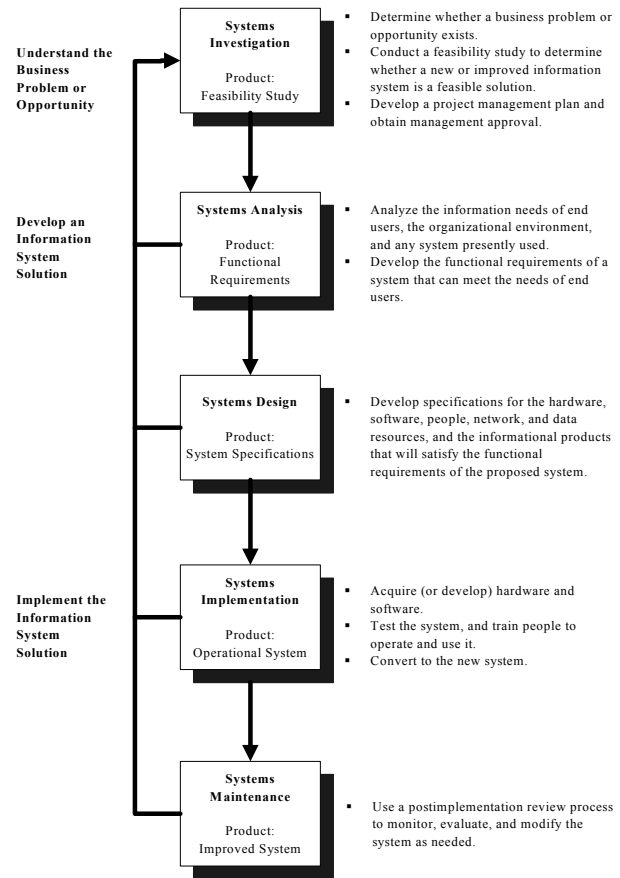 Understand the
Business
Problem or
Opportunity
Systems
Investigation
Product:
Feasibility Study
▪ Determine whether a business problem or
opportunity exists.
▪ Conduct a feasibility study to determine
whether a new or improved information
system is a feasible solution.
▪ Develop a project management plan and
obtain management approval.
Develop an
Information
System
Solution
Systems Analysis
Product:
Functional
Requirements
▪ Analyze the information needs of end
users, the organizational environment,
and any system presently used.
▪ Develop the functional requirements of a
system that can meet the needs of end
users.
Systems Design
Product:
System Specifications
▪ Develop specifications for the hardware,
software, people, network, and data
resources, and the informational products
that will satisfy the functional
requirements of the proposed system.
Implement the
Information
System
Solution
Systems
Implementation
Product:
Operational System
▪ Acquire (or develop) hardware and
software.
▪ Test the system, and train people to
operate and use it.
▪ Convert to the new system.
Systems
Maintenance
Product:
Improved System
▪ Use a postimplementation review process
to monitor, evaluate, and modify the
system as needed.